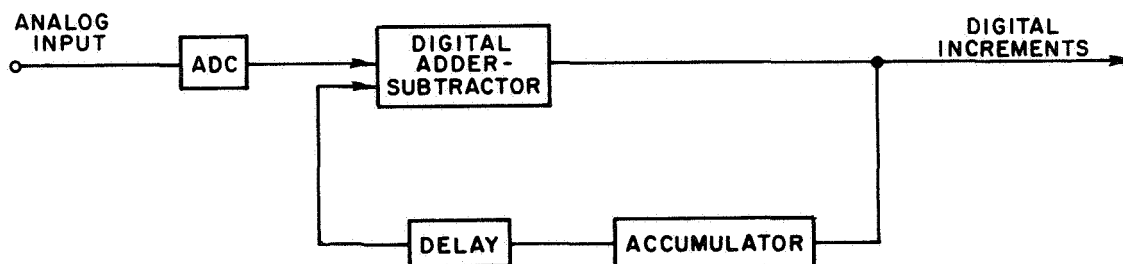 ANALOG
INPUT
ADC
DIGITAL
ADDER-
SUBTRACTOR
DIGITAL
INCREMENTS
DELAY
ACCUMULATOR